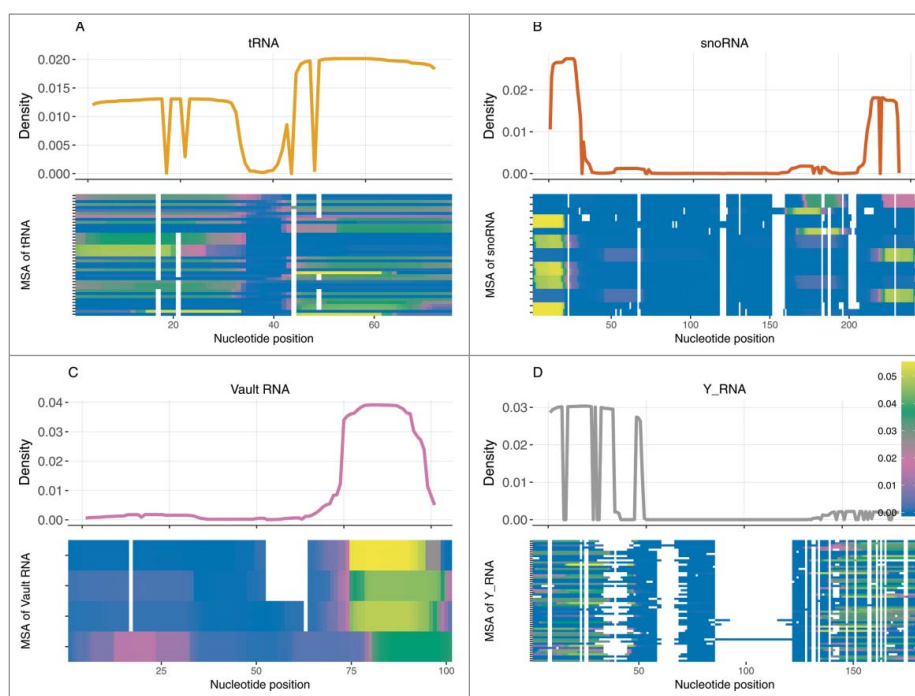 A
tRNA
Density
0.020
0.015
0.010
0.005
0.000
MSA of tRNA
20
40
60
Nucleotide position
B
snoRNA
Density
0.02
0.01
0.00
MSA of snoRNA
50
100
150
200
Nucleotide position
C
Vault RNA
Density
0.04
0.03
0.02
0.01
0.00
MSA of Vault RNA
25
50
75
100
Nucleotide position
D
Y_RNA
Density
0.03
0.02
0.01
0.00
MSA of Y_RNA
50
100
150
Nucleotide position
0.05
0.04
0.03
0.02
0.01
0.00